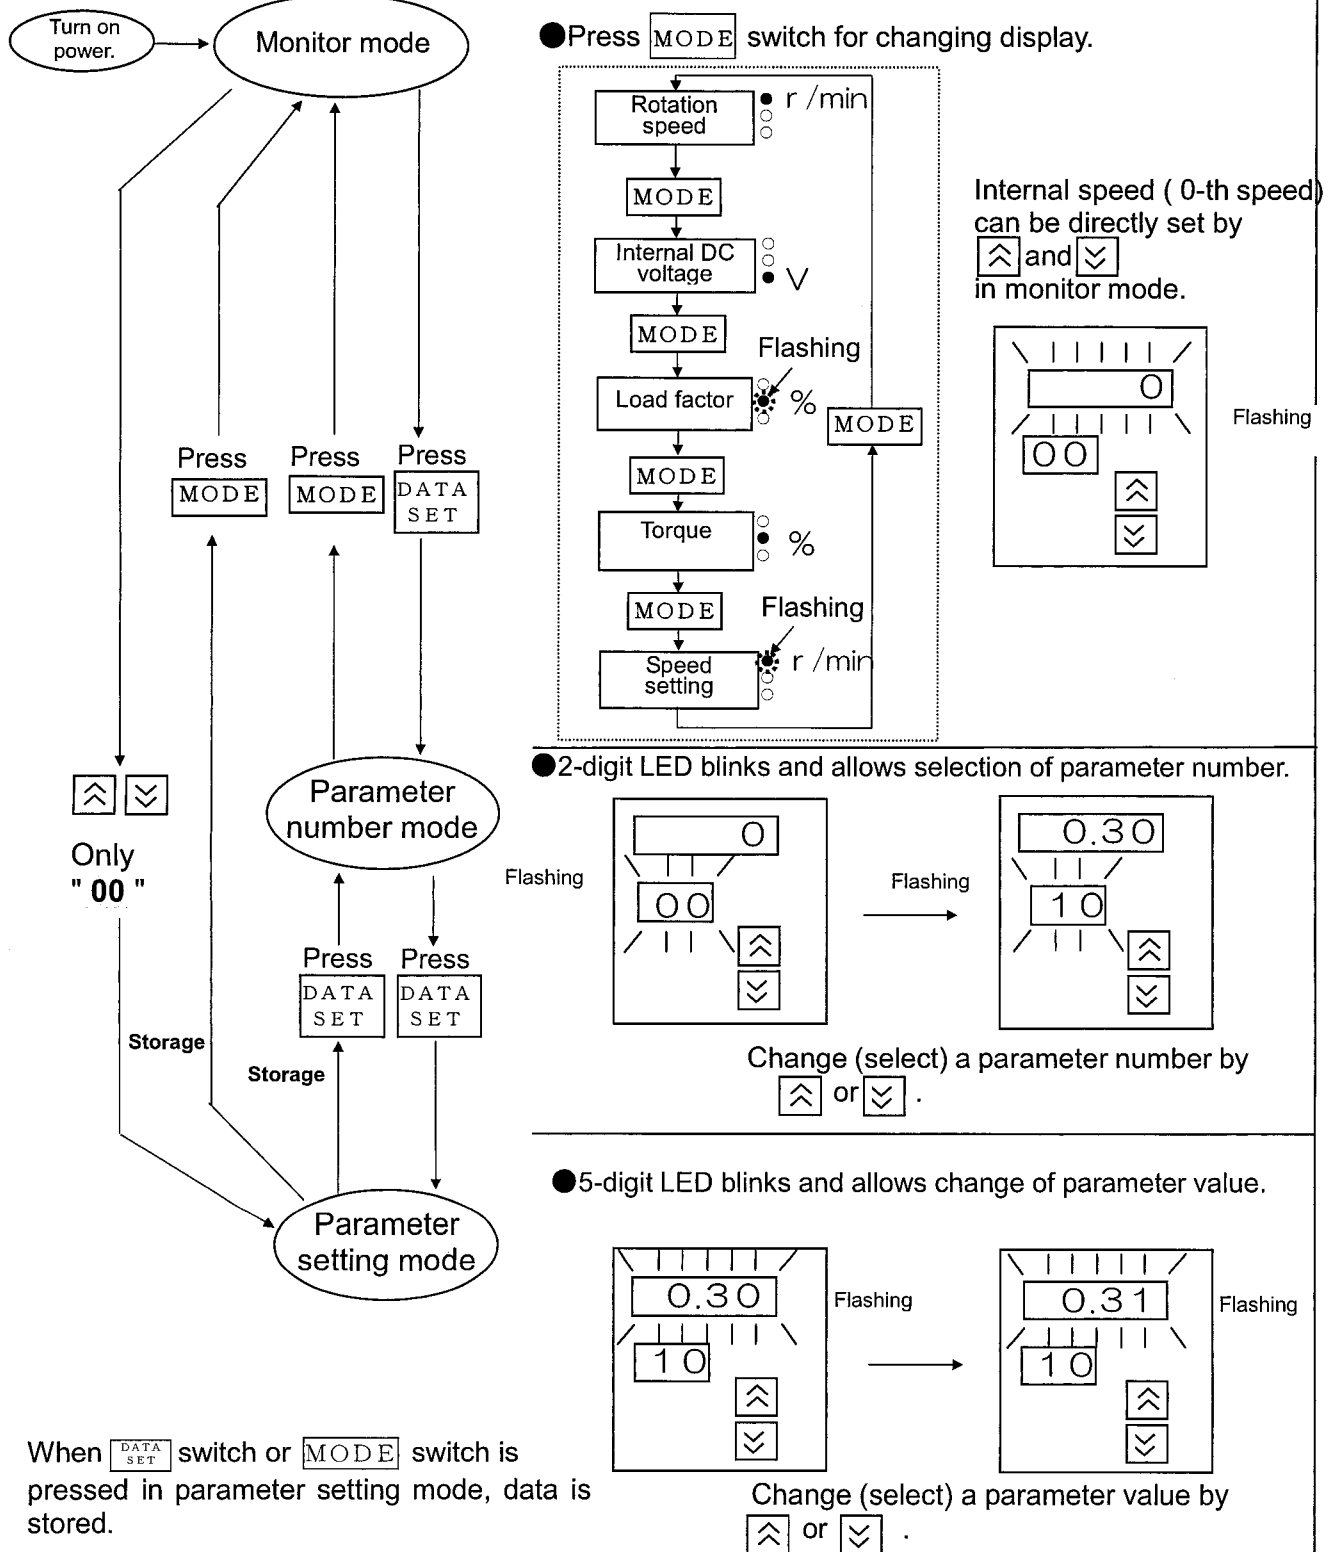 Turn on
power.
Monitor mode
Press
MODE
Press
MODE
Press
DATA
SET
Only
" 00 "
Parameter
number mode
Press
DATA
SET
Press
DATA
SET
Storage
Storage
Parameter
setting mode
When DATA SET switch or MODE switch is
pressed in parameter setting mode, data is
stored.
●Press MODE switch for changing display.
Rotation
speed
r/min
MODE
Internal DC
voltage
V
MODE
Flashing
Load factor
%
MODE
MODE
Torque
%
MODE
Flashing
Speed
setting
r/min
Internal speed ( 0-th speed)
can be directly set by
and
in monitor mode.
0
Flashing
00
●2-digit LED blinks and allows selection of parameter number.
0
Flashing
00
Flashing
0.30
10
Change (select) a parameter number by
or .
●5-digit LED blinks and allows change of parameter value.
0.30
Flashing
10
0.31
Flashing
10
Change (select) a parameter value by
or .